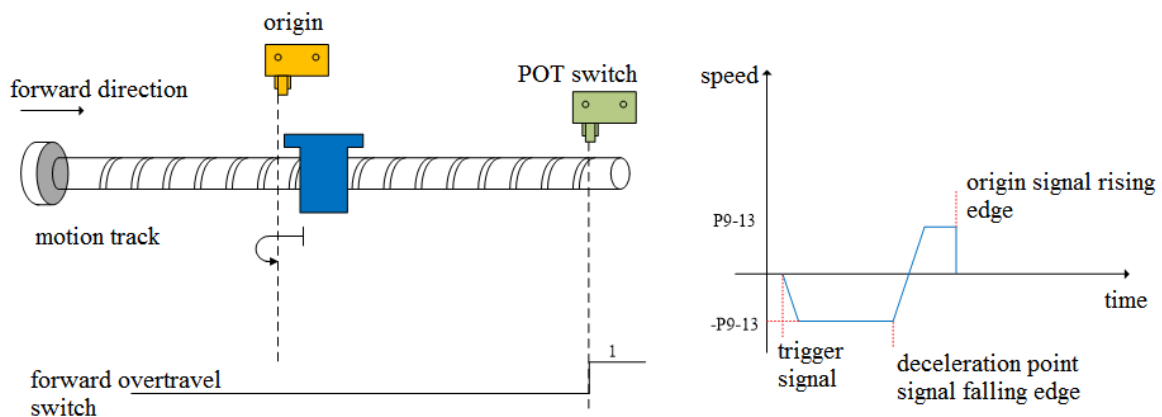 origin
POT switch
forward direction
motion track
1
forward overtravel
switch
speed
P9-13
-P9-13
origin signal rising
edge
time
trigger
signal
deceleration point
signal falling edge